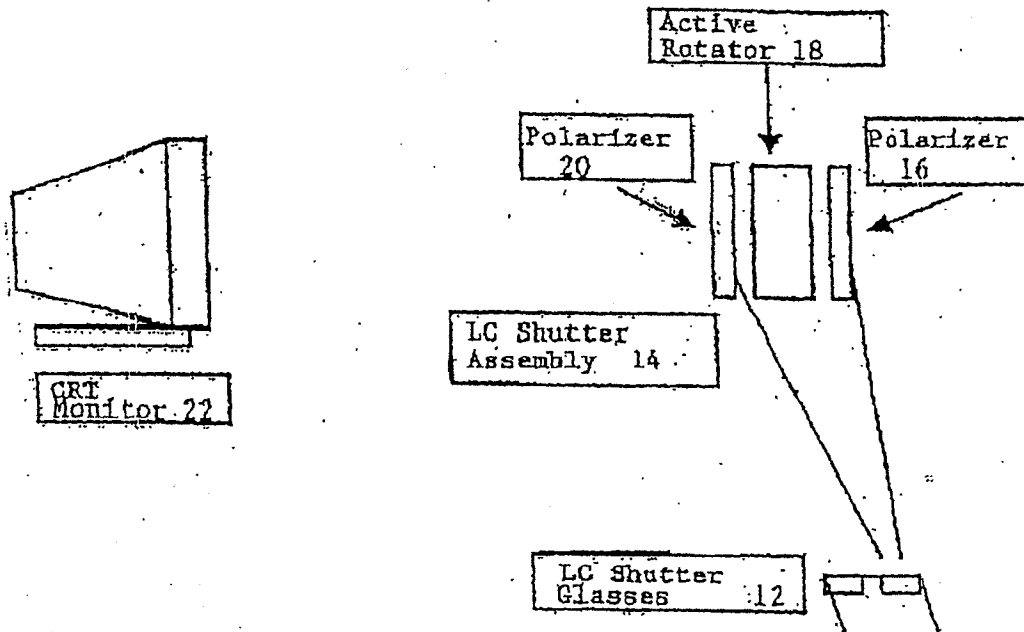 Active
Rotator 18
Polarizer
20
Polarizer
16
LC Shutter
Assembly 14
CRT
Monitor 22
LC Shutter
Glasses 12